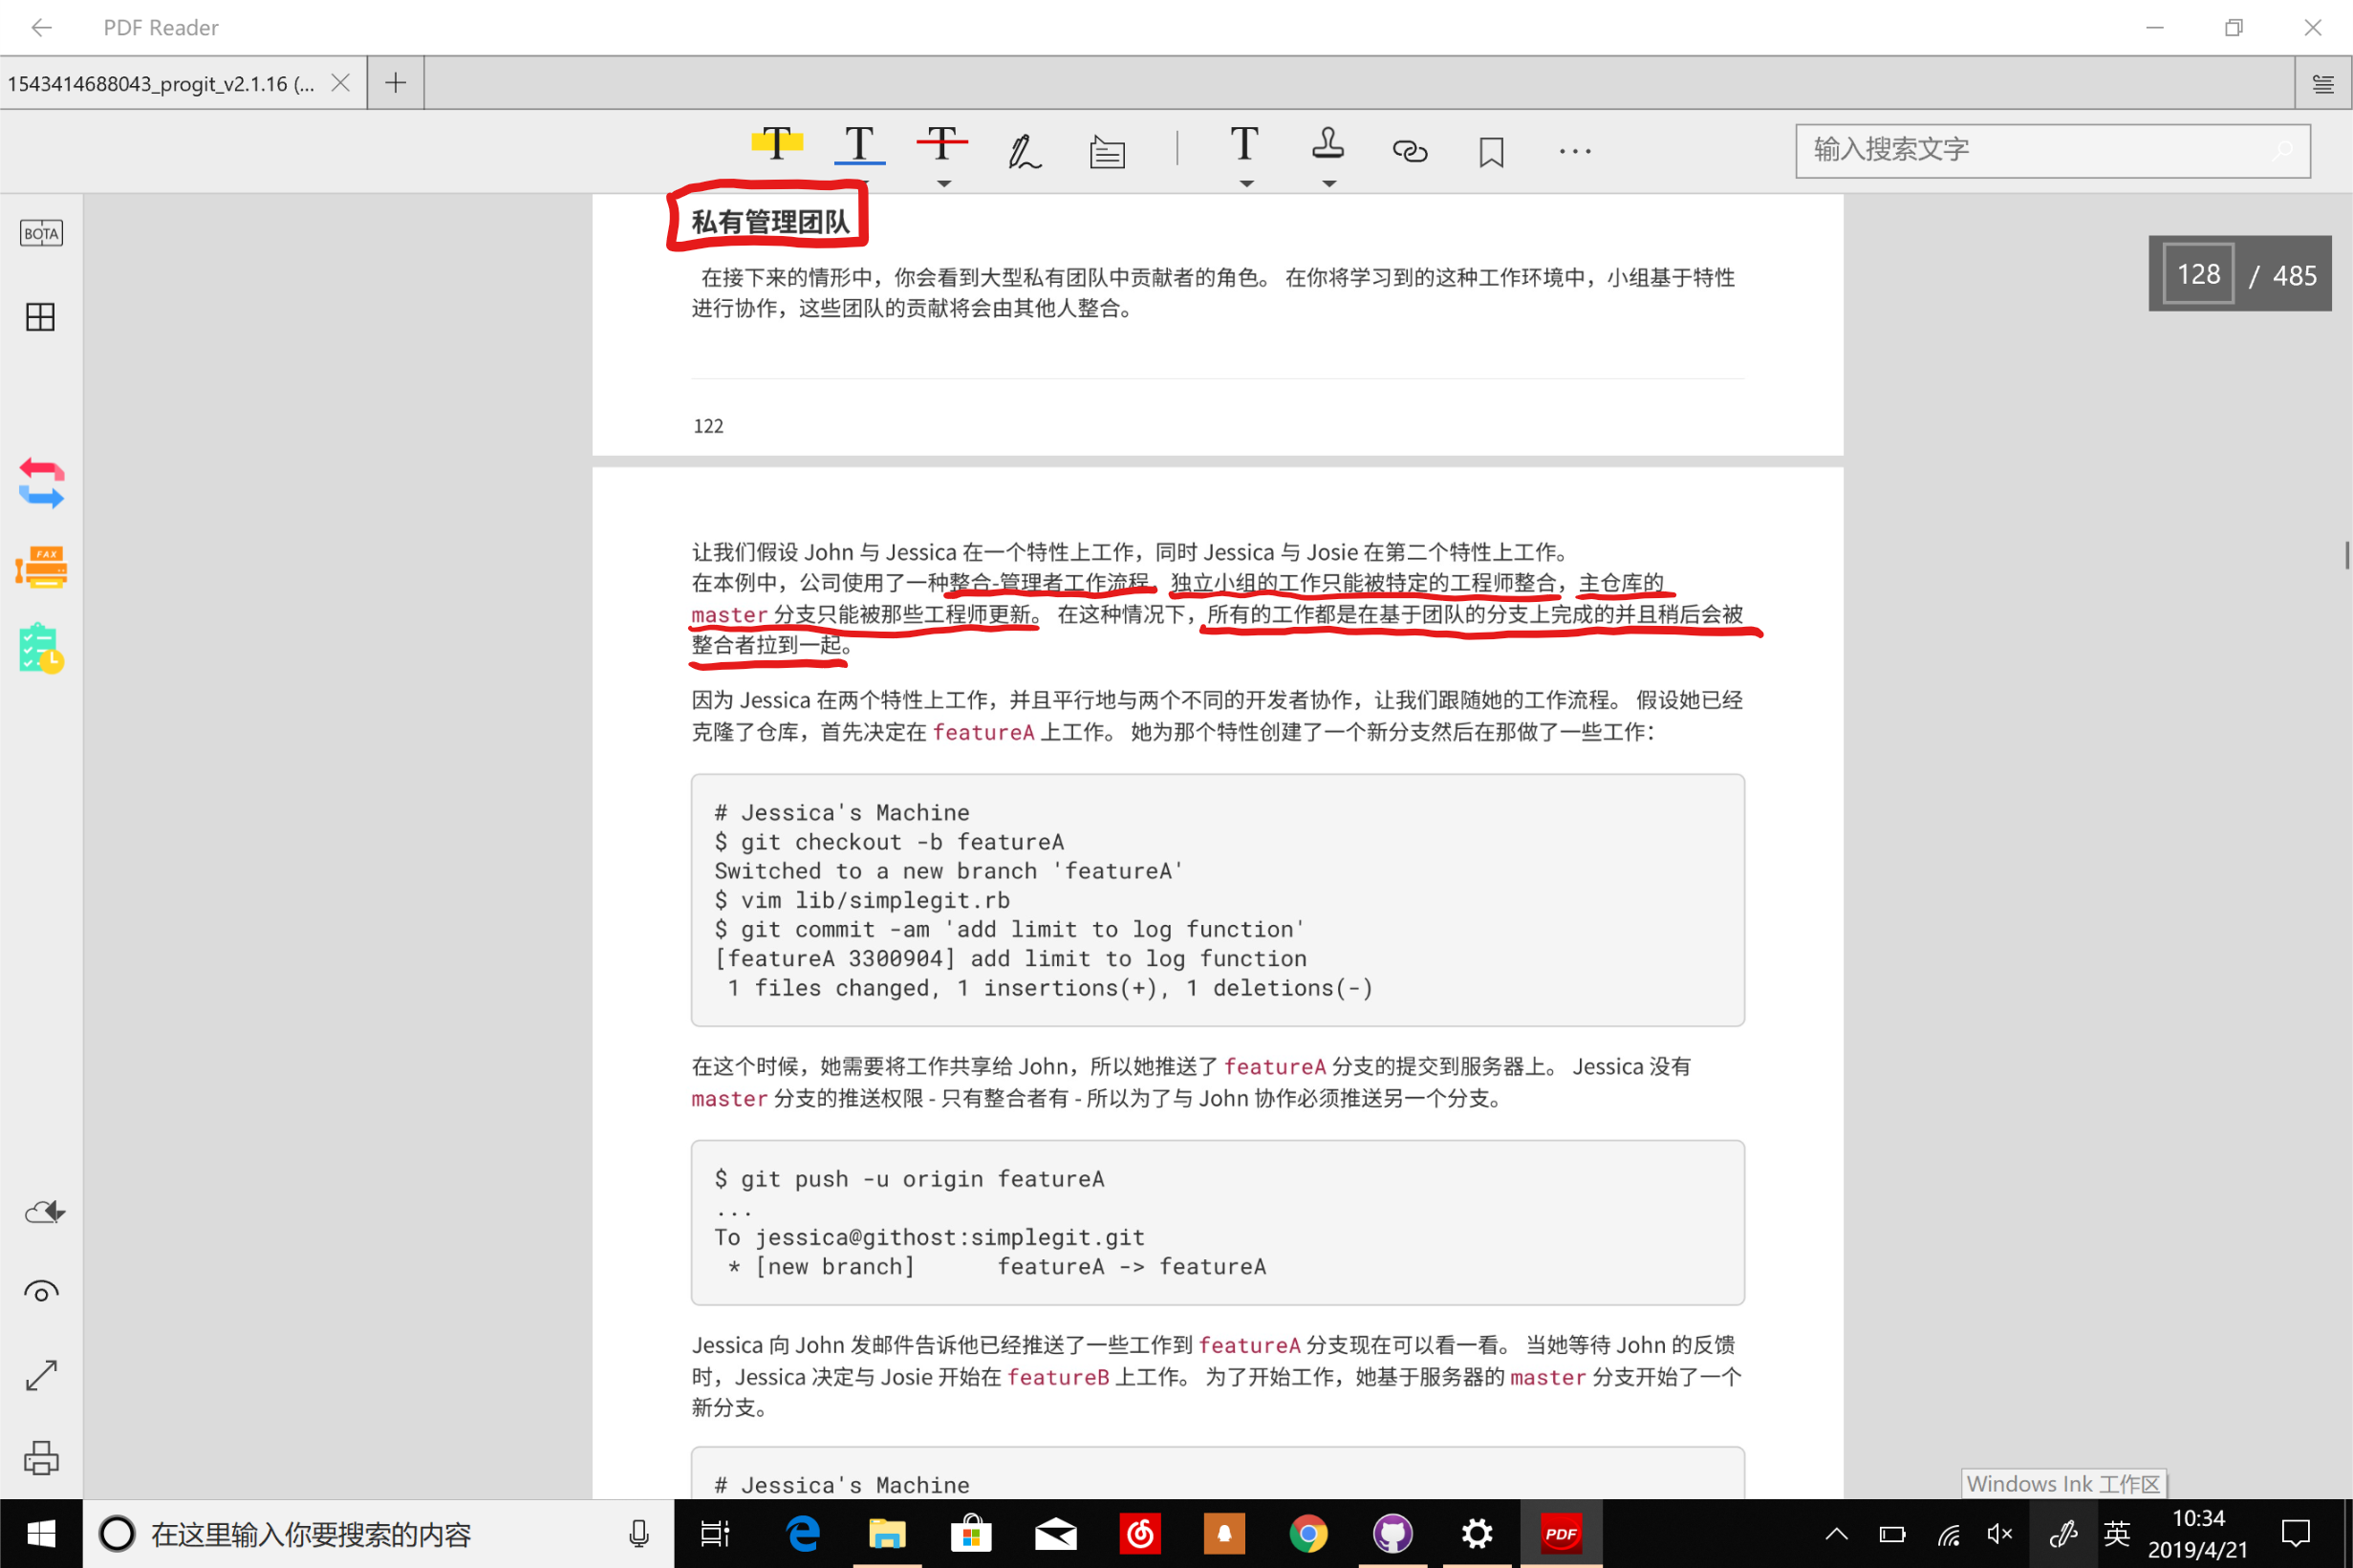 PDF Reader
1543414688043_progit_v2.1.16 (...
T T T T ...
输入搜索文字
BOTA
128 / 485
私有管理团队
在接下来的情形中，你会看到大型私有团队中贡献者的角色。 在你将学习到的这种工作环境中，小组基于特性
进行协作，这些团队的贡献将会由其他人整合。
122
让我们假设 John 与 Jessica 在一个特性上工作，同时 Jessica 与 Josie 在第二个特性上工作。
在本例中，公司使用了一种整合-管理者工作流程，独立小组的工作只能被特定的工程师整合，主仓库的
master 分支只能被那些工程师更新。 在这种情况下，所有的工作都是在基于团队的分支上完成的并且稍后会被
整合者拉到一起。
因为 Jessica 在两个特性上工作，并且平行地与两个不同的开发者协作，让我们跟随她的工作流程。 假设她已经
克隆了仓库，首先决定在 featureA 上工作。 她为那个特性创建了一个新分支然后在那做了一些工作：
# Jessica's Machine
$ git checkout -b featureA
Switched to a new branch 'featureA'
$ vim lib/simplegit.rb
$ git commit -am 'add limit to log function'
[featureA 3300904] add limit to log function
1 files changed, 1 insertions(+), 1 deletions(-)
在这个时候，她需要将工作共享给 John，所以她推送了 featureA 分支的提交到服务器上。 Jessica 没有
master 分支的推送权限 - 只有整合者有 - 所以为了与 John 协作必须推送另一个分支。
$ git push -u origin featureA
...
To jessica@githost:simplegit.git
* [new branch]      featureA -> featureA
Jessica 向 John 发邮件告诉他已经推送了一些工作到 featureA 分支现在可以看一看。 当她等待 John 的反馈
时，Jessica 决定与 Josie 开始在 featureB 上工作。 为了开始工作，她基于服务器的 master 分支开始了一个
新分支。
# Jessica's Machine
FAX
Windows Ink 工作区
在这里输入你要搜索的内容
PDF
英
10:34
2019/4/21